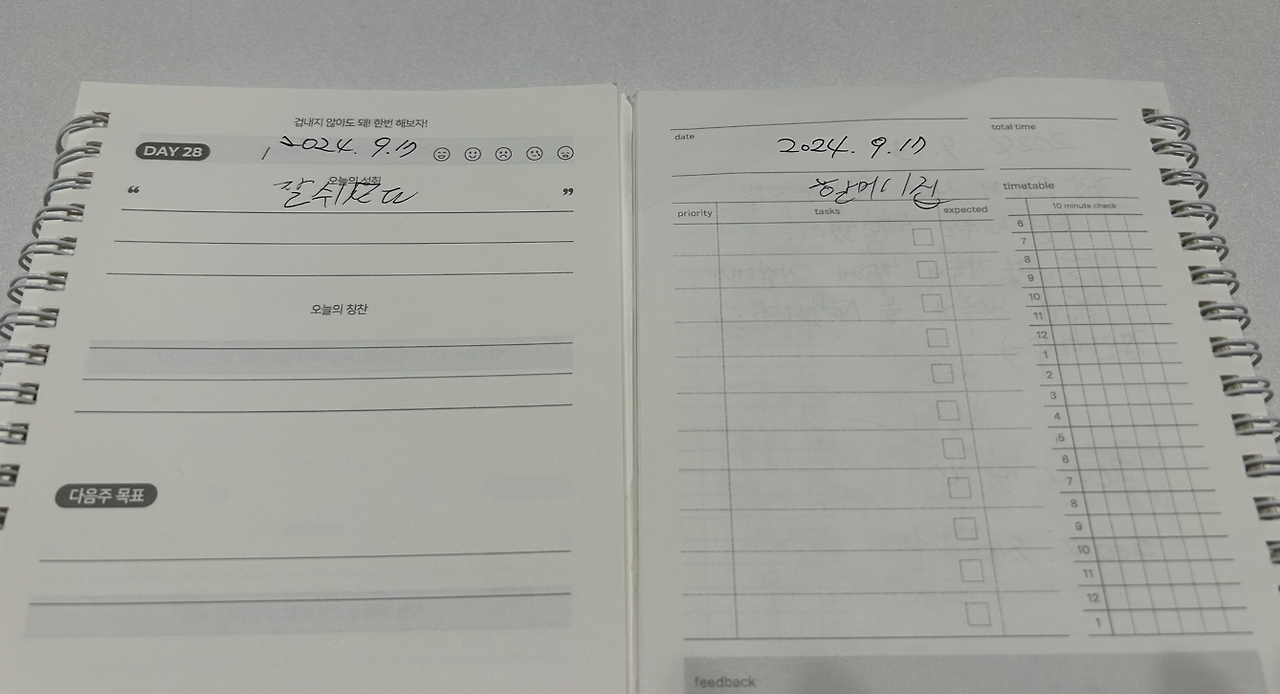 겁내지 않아도 돼! 한번 해보자!
DAY 28
2024. 9. 17
오늘의 성취
“ 잘 쉬었다 ”
오늘의 칭찬
다음주 목표
date
2024. 9. 17
total time
할머니집
timetable
priority tasks expected
10 minute check
6
7
8
9
10
11
12
1
2
3
4
5
6
7
8
9
10
11
12
1
feedback